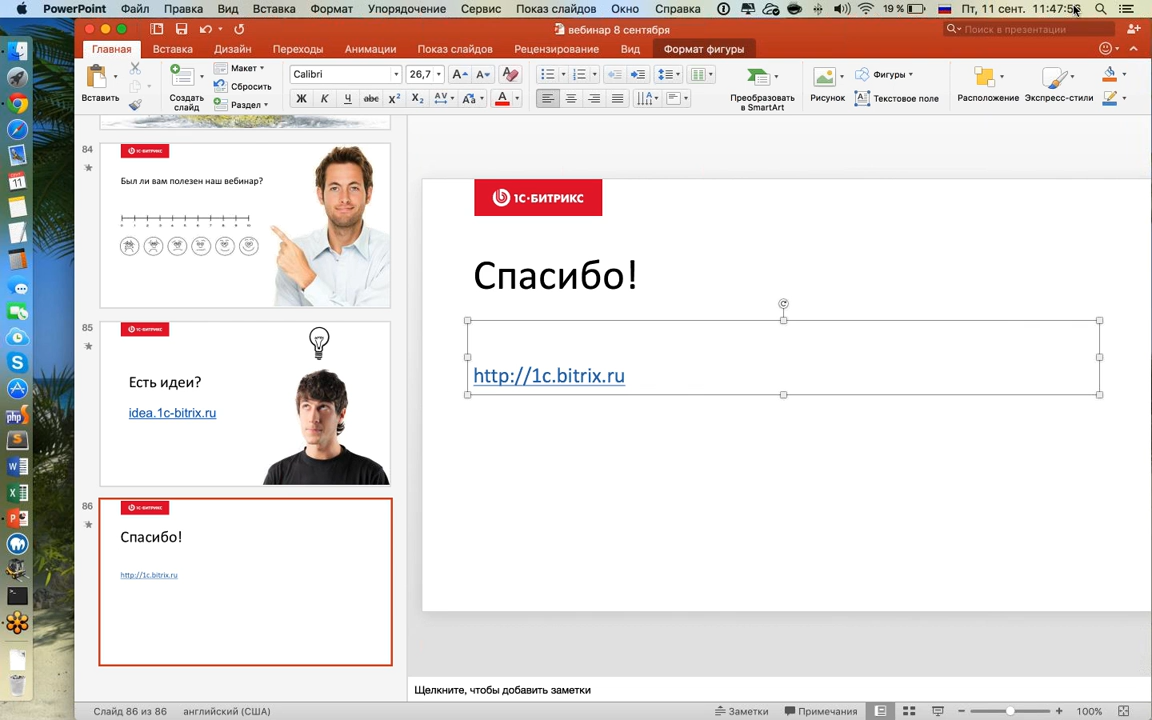 PowerPoint Файл Правка Вид Вставка Формат Упорядочение Сервис Показ слайдов Окно Справка 19 % Пт, 11 сент. 11:47:5
вебинар 8 сентября
Поиск в презентации
Главная Вставка Дизайн Переходы Анимации Показ слайдов Рецензирование Вид Формат фигуры
Вставить
Создать слайд
Макет
Сбросить
Раздел
Calibri 26,7
Ж К Ч abc X² X₂
Преобразовать в SmartArt
Рисунок
Фигуры
Текстовое поле
Расположение
Экспресс-стили
84
1С-БИТРИКС
Был ли вам полезен наш вебинар?
85
1С-БИТРИКС
Есть идеи?
idea.1c-bitrix.ru
86
1С-БИТРИКС
Спасибо!
http://1c.bitrix.ru
1С-БИТРИКС
Спасибо!
http://1c.bitrix.ru
Щелкните, чтобы добавить заметки
Слайд 86 из 86 английский (США) Заметки Примечания 100%